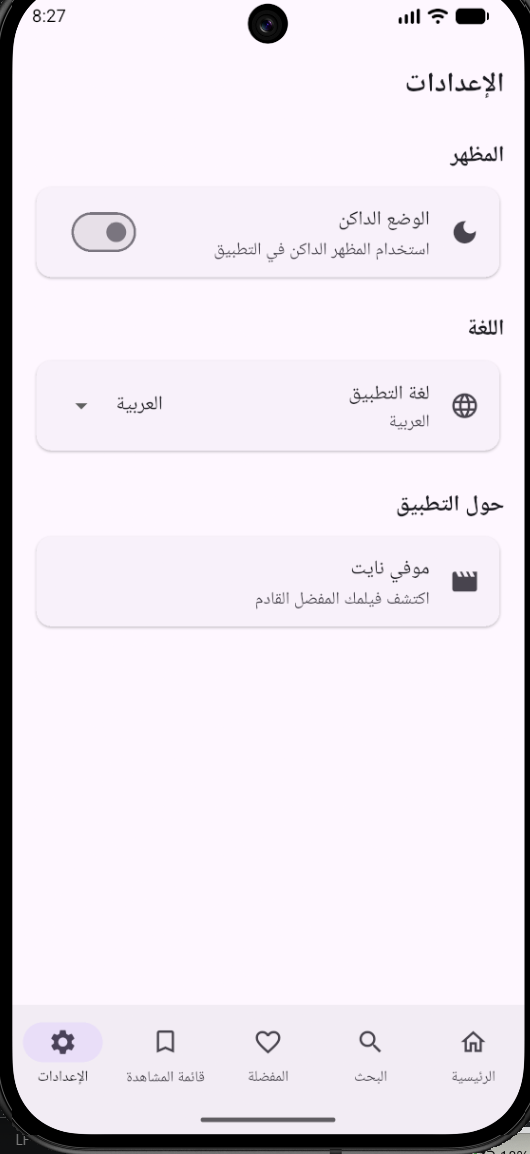 8:27
الإعدادات
المظهر
الوضع الداكن
استخدام المظهر الداكن في التطبيق
اللغة
لغة التطبيق
العربية
العربية
حول التطبيق
موفي نايت
اكتشف فيلمك المفضل القادم
الرئيسية
البحث
المفضلة
قائمة المشاهدة
الإعدادات